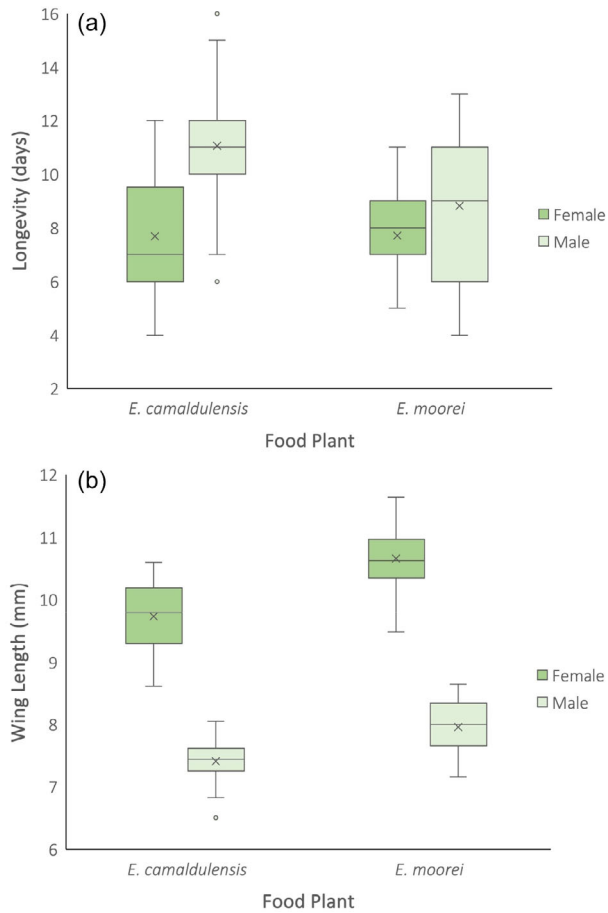 (a)
Longevity (days)
16
14
12
10
8
6
4
2
E. camaldulensis
E. moorei
Food Plant
Female
Male
(b)
Wing Length (mm)
12
11
10
9
8
7
6
E. camaldulensis
E. moorei
Food Plant
Female
Male